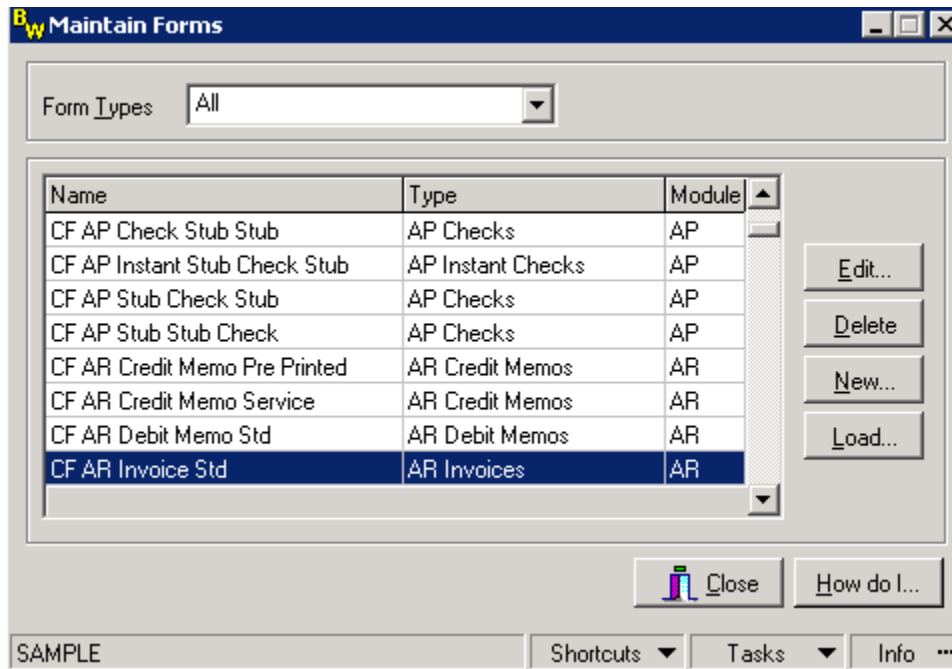 BW Maintain Forms
Form Types All
Name Type Module
CF AP Check Stub Stub AP Checks AP
CF AP Instant Stub Check Stub AP Instant Checks AP
CF AP Stub Check Stub AP Checks AP
CF AP Stub Stub Check AP Checks AP
CF AR Credit Memo Pre Printed AR Credit Memos AR
CF AR Credit Memo Service AR Credit Memos AR
CF AR Debit Memo Std AR Debit Memos AR
CF AR Invoice Std AR Invoices AR
Edit...
Delete
New...
Load...
Close How do I...
SAMPLE Shortcuts Tasks Info ...